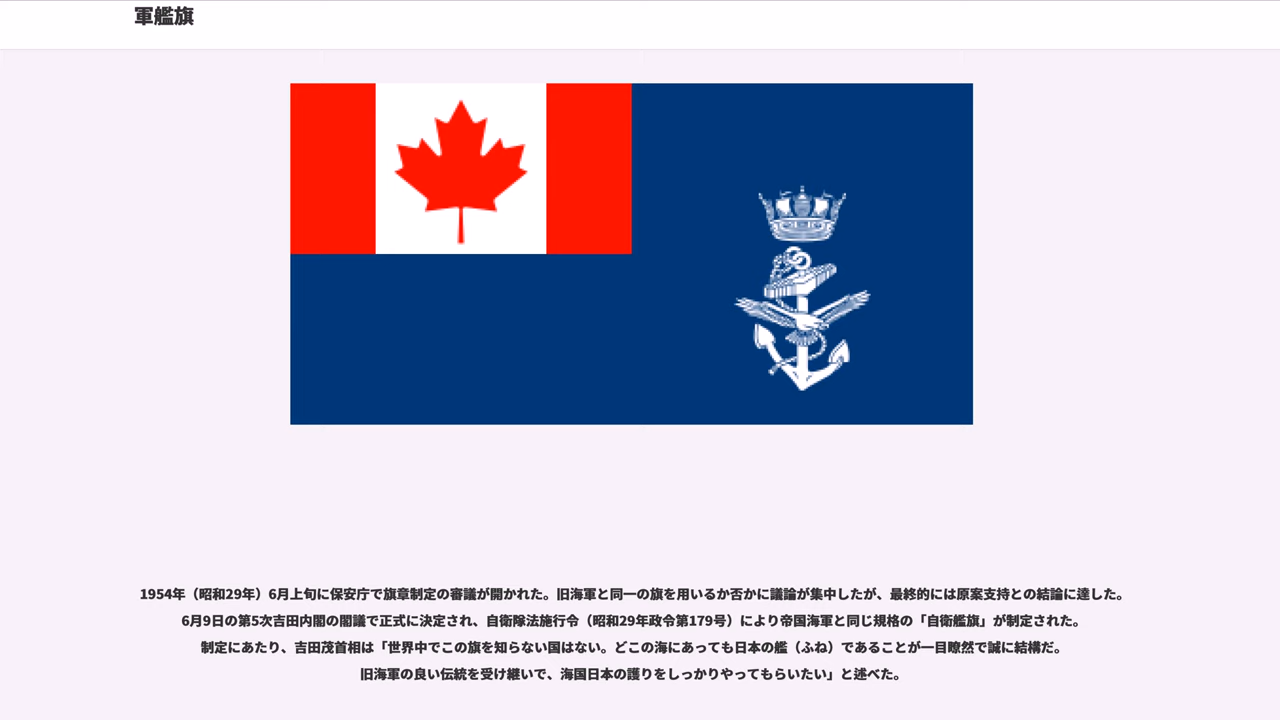 軍艦旗
1954年（昭和29年）6月上旬に保安庁で旗章制定の審議が開かれた。旧海軍と同一の旗を用いるか否かに議論が集中したが、最終的には原案支持との結論に達した。
6月9日の第5次吉田内閣の閣議で正式に決定され、自衛隊法施行令（昭和29年政令第179号）により帝国海軍と同じ規格の「自衛艦旗」が制定された。
制定にあたり、吉田茂首相は「世界中でこの旗を知らない国はない。どこの海にあっても日本の艦（ふね）であることが一目瞭然で誠に結構だ。
旧海軍の良い伝統を受け継いで、海国日本の護りをしっかりやってもらいたい」と述べた。